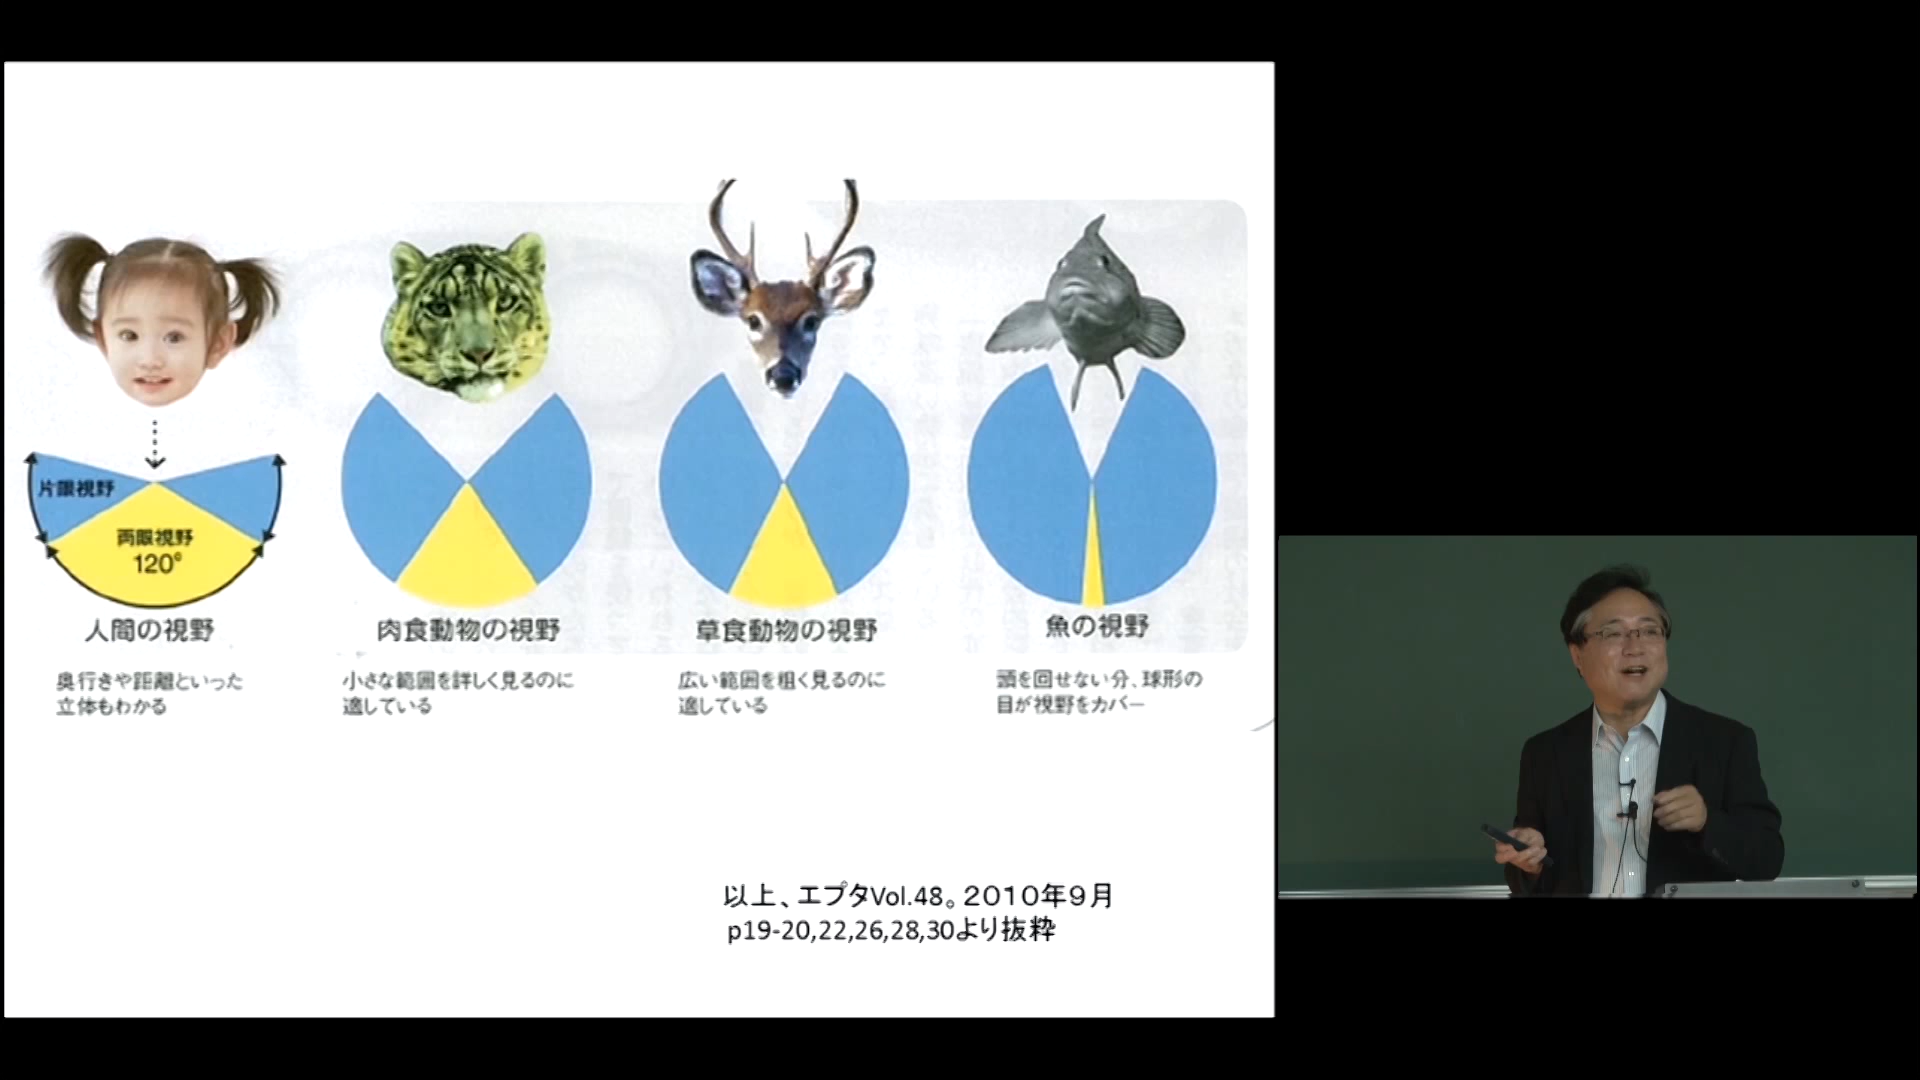 片眼視野
両眼視野
120°
人間の視野
肉食動物の視野
草食動物の視野
魚の視野
奥行きや距離といった
立体もわかる
小さな範囲を詳しく見るのに
適している
広い範囲を粗く見るのに
適している
頭を回せない分、球形の
目が視野をカバー
以上、エプタVol.48。２０１０年９月
p19-20,22,26,28,30より抜粋